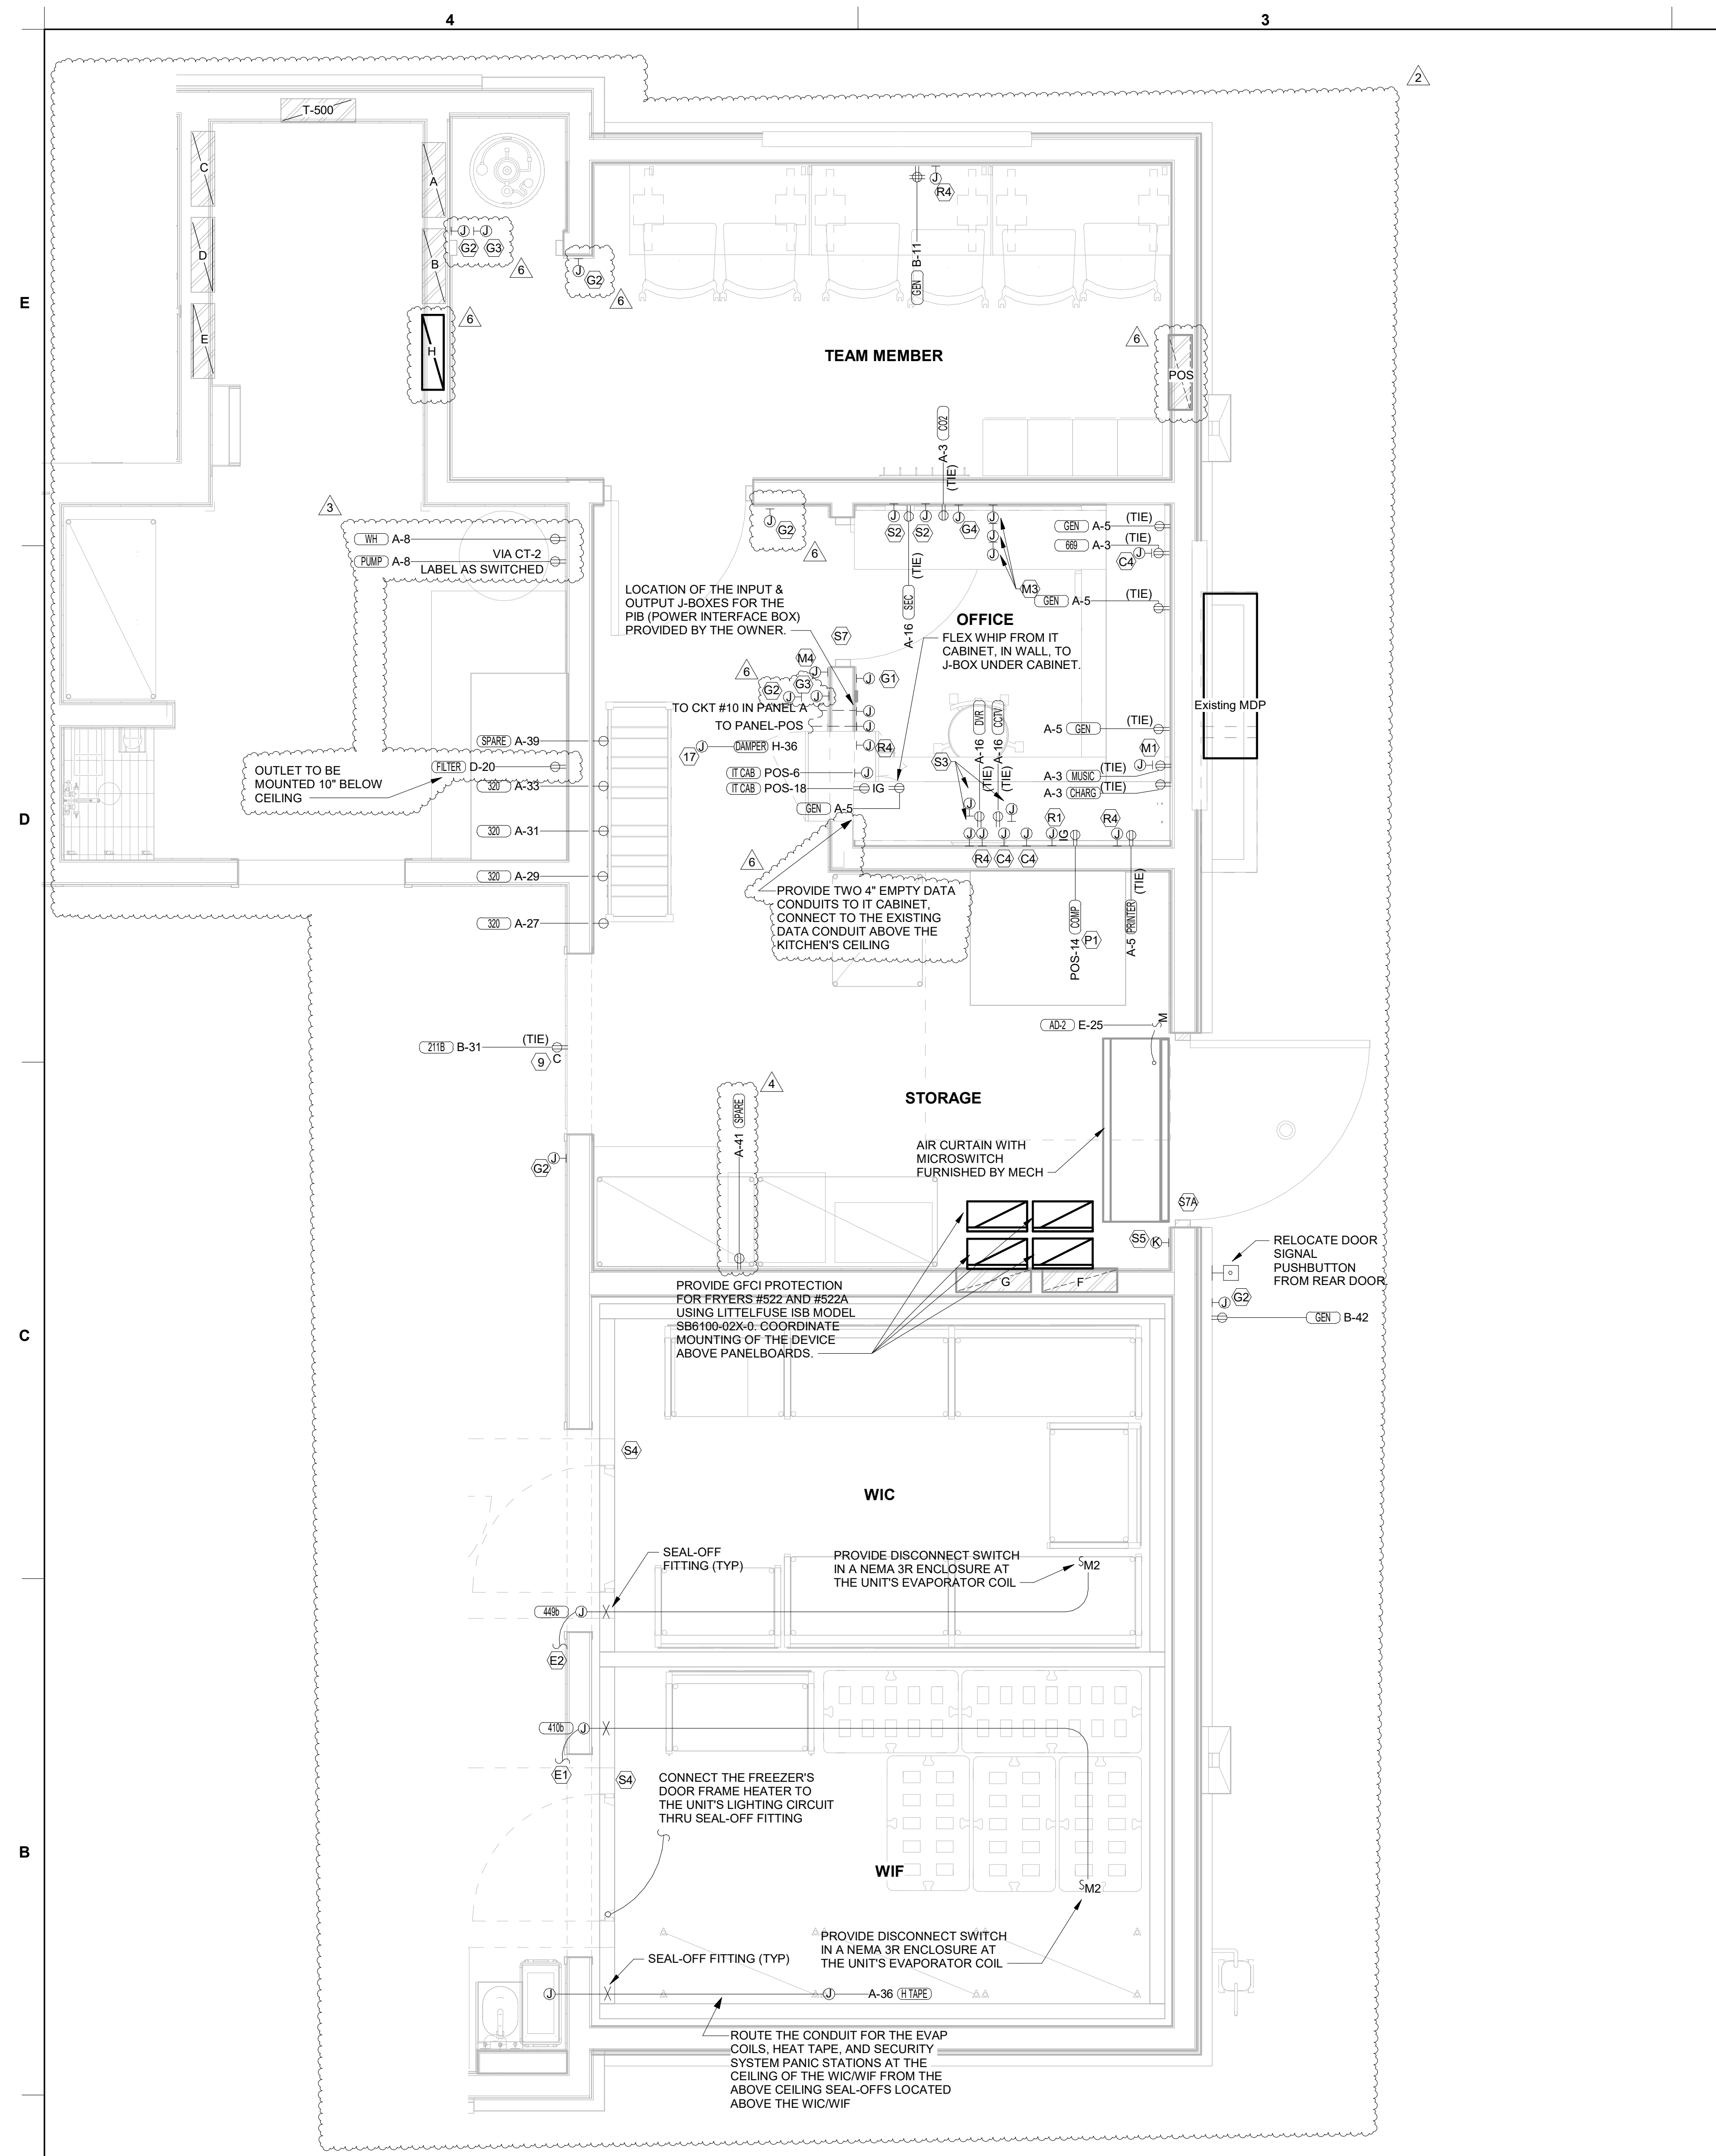 4
3
2
T-500
C
A
D
B
E
H
G2
G3
6
G2
6
6
R4
B-11
GEN
E
TEAM MEMBER
6
POS
CO2
A-3
(TIE)
3
WH
A-8
PUMP
A-8
VIA CT-2
LABEL AS SWITCHED
G2
6
S2
S2
G4
A-16
SEC
(TIE)
M3
GEN
A-5
(TIE)
669
A-3
(TIE)
C4
GEN
A-5
(TIE)
LOCATION OF THE INPUT &
OUTPUT J-BOXES FOR THE
PIB (POWER INTERFACE BOX)
PROVIDED BY THE OWNER.
OFFICE
FLEX WHIP FROM IT
CABINET, IN WALL, TO
J-BOX UNDER CABINET.
S7
M4
6
G2
G3
G1
TO CKT #10 IN PANEL A
TO PANEL-POS
17
DAMPER
H-36
R4
IT CAB
POS-6
IT CAB
POS-18
IG
GEN
A-5
DVR
A-16
(TIE)
CCTV
A-16
(TIE)
S3
Existing MDP
A-5
GEN
(TIE)
M1
A-3
MUSIC
(TIE)
A-3
CHARG
(TIE)
SPARE
A-39
FILTER
D-20
OUTLET TO BE
MOUNTED 10" BELOW
CEILING
320
A-33
320
A-31
320
A-29
320
A-27
D
R1
R4
IG
R4
C4
C4
6
PROVIDE TWO 4" EMPTY DATA
CONDUITS TO IT CABINET,
CONNECT TO THE EXISTING
DATA CONDUIT ABOVE THE
KITCHEN'S CEILING
POS-14
COMP
P1
A-5
PRINTER
(TIE)
AD-2
E-25
M
211B
B-31
(TIE)
9
C
4
A-41
SPARE
STORAGE
G2
AIR CURTAIN WITH
MICROSWITCH
FURNISHED BY MECH
S7A
S5
K
RELOCATE DOOR
SIGNAL
PUSHBUTTON
FROM REAR DOOR.
G2
GEN
B-42
G
F
PROVIDE GFCI PROTECTION
FOR FRYERS #522 AND #522A
USING LITTELFUSE ISB MODEL
SB6100-02X-0. COORDINATE
MOUNTING OF THE DEVICE
ABOVE PANELBOARDS.
C
S4
WIC
SEAL-OFF
FITTING (TYP)
PROVIDE DISCONNECT SWITCH
IN A NEMA 3R ENCLOSURE AT
THE UNIT'S EVAPORATOR COIL
M2
449b
E2
410b
E1
S4
CONNECT THE FREEZER'S
DOOR FRAME HEATER TO
THE UNIT'S LIGHTING CIRCUIT
THRU SEAL-OFF FITTING
B
WIF
M2
PROVIDE DISCONNECT SWITCH
IN A NEMA 3R ENCLOSURE AT
THE UNIT'S EVAPORATOR COIL
SEAL-OFF FITTING (TYP)
A-36
H TAPE
ROUTE THE CONDUIT FOR THE EVAP
COILS, HEAT TAPE, AND SECURITY
SYSTEM PANIC STATIONS AT THE
CEILING OF THE WIC/WIF FROM THE
ABOVE CEILING SEAL-OFFS LOCATED
ABOVE THE WIC/WIF